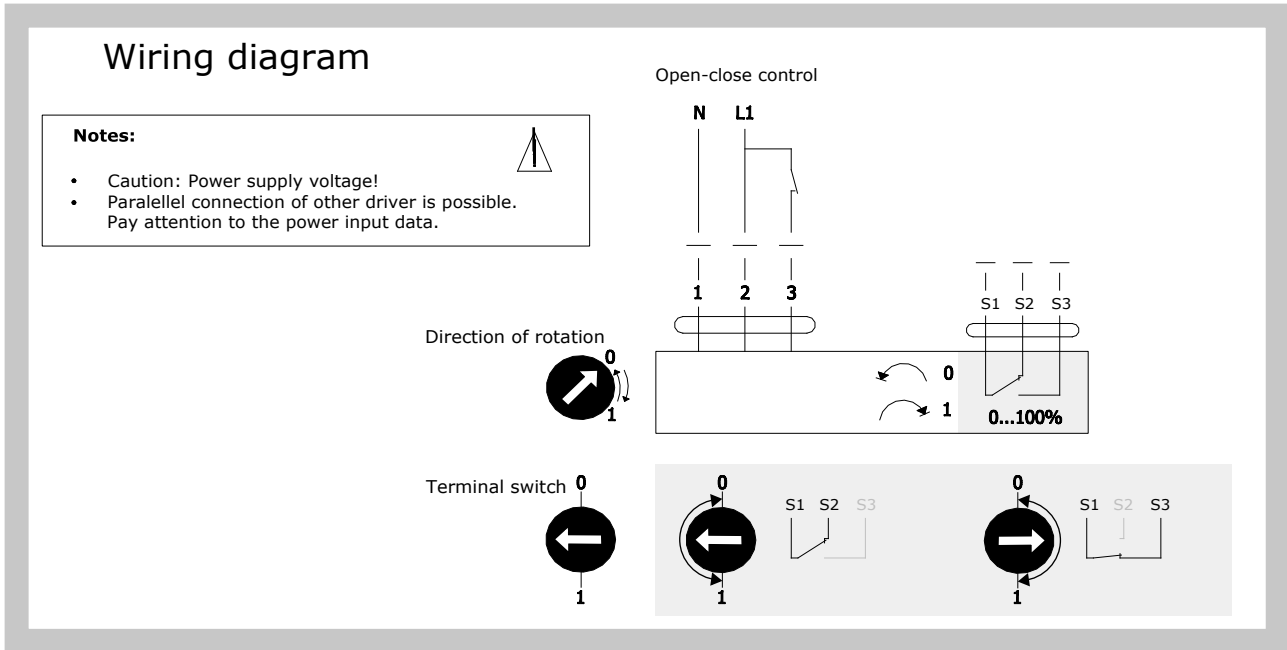 Wiring diagram
Open-close control
N L1
Notes:
• Caution: Power supply voltage!
• Paralellel connection of other driver is possible.
Pay attention to the power input data.
1 2 3
S1 S2 S3
Direction of rotation
0
1
0
1
0...100%
Terminal switch
0
1
0
1
S1 S2 S3
0
1
S1 S2 S3